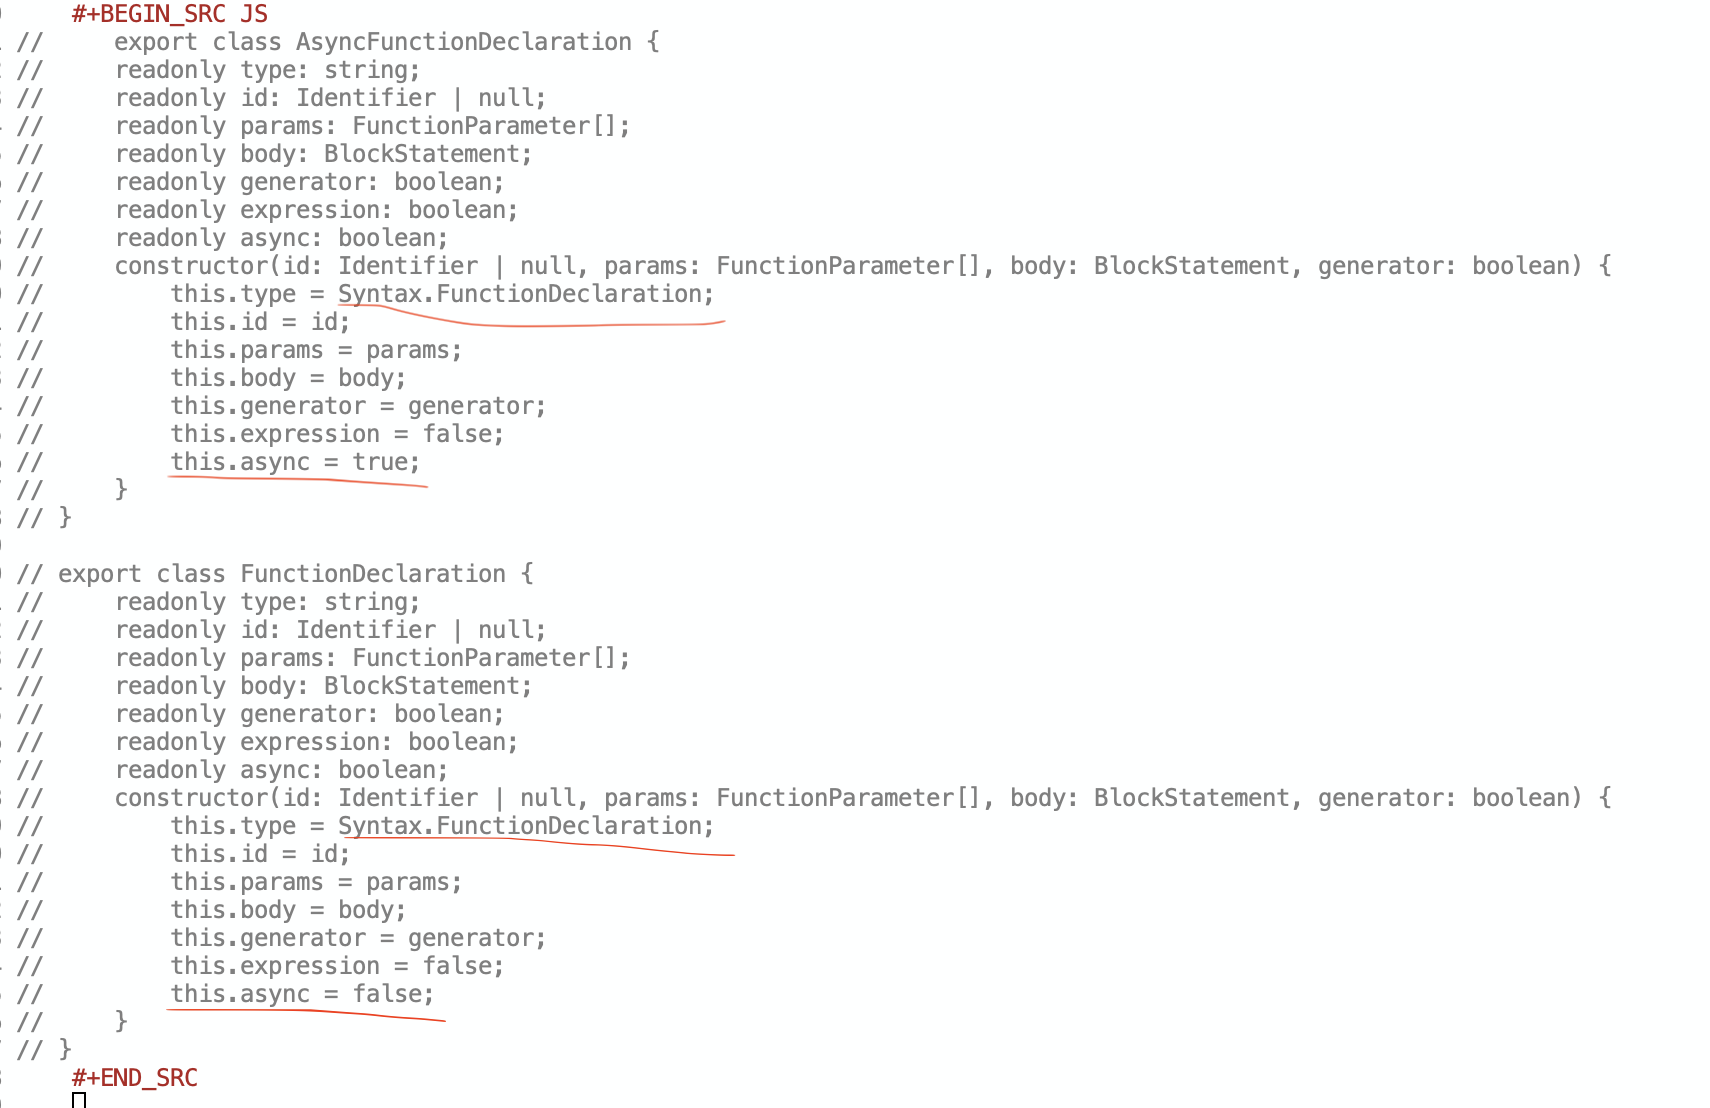 #+BEGIN_SRC JS
//     export class AsyncFunctionDeclaration {
//     readonly type: string;
//     readonly id: Identifier | null;
//     readonly params: FunctionParameter[];
//     readonly body: BlockStatement;
//     readonly generator: boolean;
//     readonly expression: boolean;
//     readonly async: boolean;
//     constructor(id: Identifier | null, params: FunctionParameter[], body: BlockStatement, generator: boolean) {
//         this.type = Syntax.FunctionDeclaration;
//         this.id = id;
//         this.params = params;
//         this.body = body;
//         this.generator = generator;
//         this.expression = false;
//         this.async = true;
//     }
// }
// export class FunctionDeclaration {
//     readonly type: string;
//     readonly id: Identifier | null;
//     readonly params: FunctionParameter[];
//     readonly body: BlockStatement;
//     readonly generator: boolean;
//     readonly expression: boolean;
//     readonly async: boolean;
//     constructor(id: Identifier | null, params: FunctionParameter[], body: BlockStatement, generator: boolean) {
//         this.type = Syntax.FunctionDeclaration;
//         this.id = id;
//         this.params = params;
//         this.body = body;
//         this.generator = generator;
//         this.expression = false;
//         this.async = false;
//     }
// }
#+END_SRC